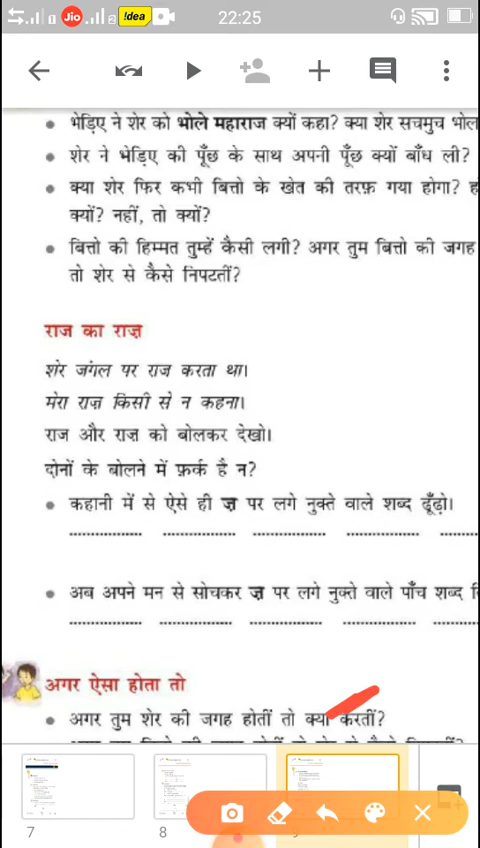 Jio
!dea
22:25
भेड़िए ने शेर को भोले महाराज क्यों कहा? क्या शेर सचमुच भोल
शेर ने भेड़िए की पूँछ के साथ अपनी पूँछ क्यों बाँध ली?
क्या शेर फिर कभी बित्तो के खेत की तरफ़ गया होगा? ह
क्यों? नहीं, तो क्यों?
बित्तो की हिम्मत तुम्हें कैसी लगी? अगर तुम बित्तो की जगह
तो शेर से कैसे निपटतीं?
राज का राज़
शेर जंगल पर राज करता था।
मेरा राज़ किसी से न कहना।
राज और राज़ को बोलकर देखो।
दोनों के बोलने में फ़र्क है न?
कहानी में से ऐसे ही ज़ पर लगे नुक्ते वाले शब्द ढूँढ़ो।
अब अपने मन से सोचकर ज़ पर लगे नुक्ते वाले पाँच शब्द
अगर ऐसा होता तो
अगर तुम शेर की जगह होतीं तो क्या करतीं?
7
8